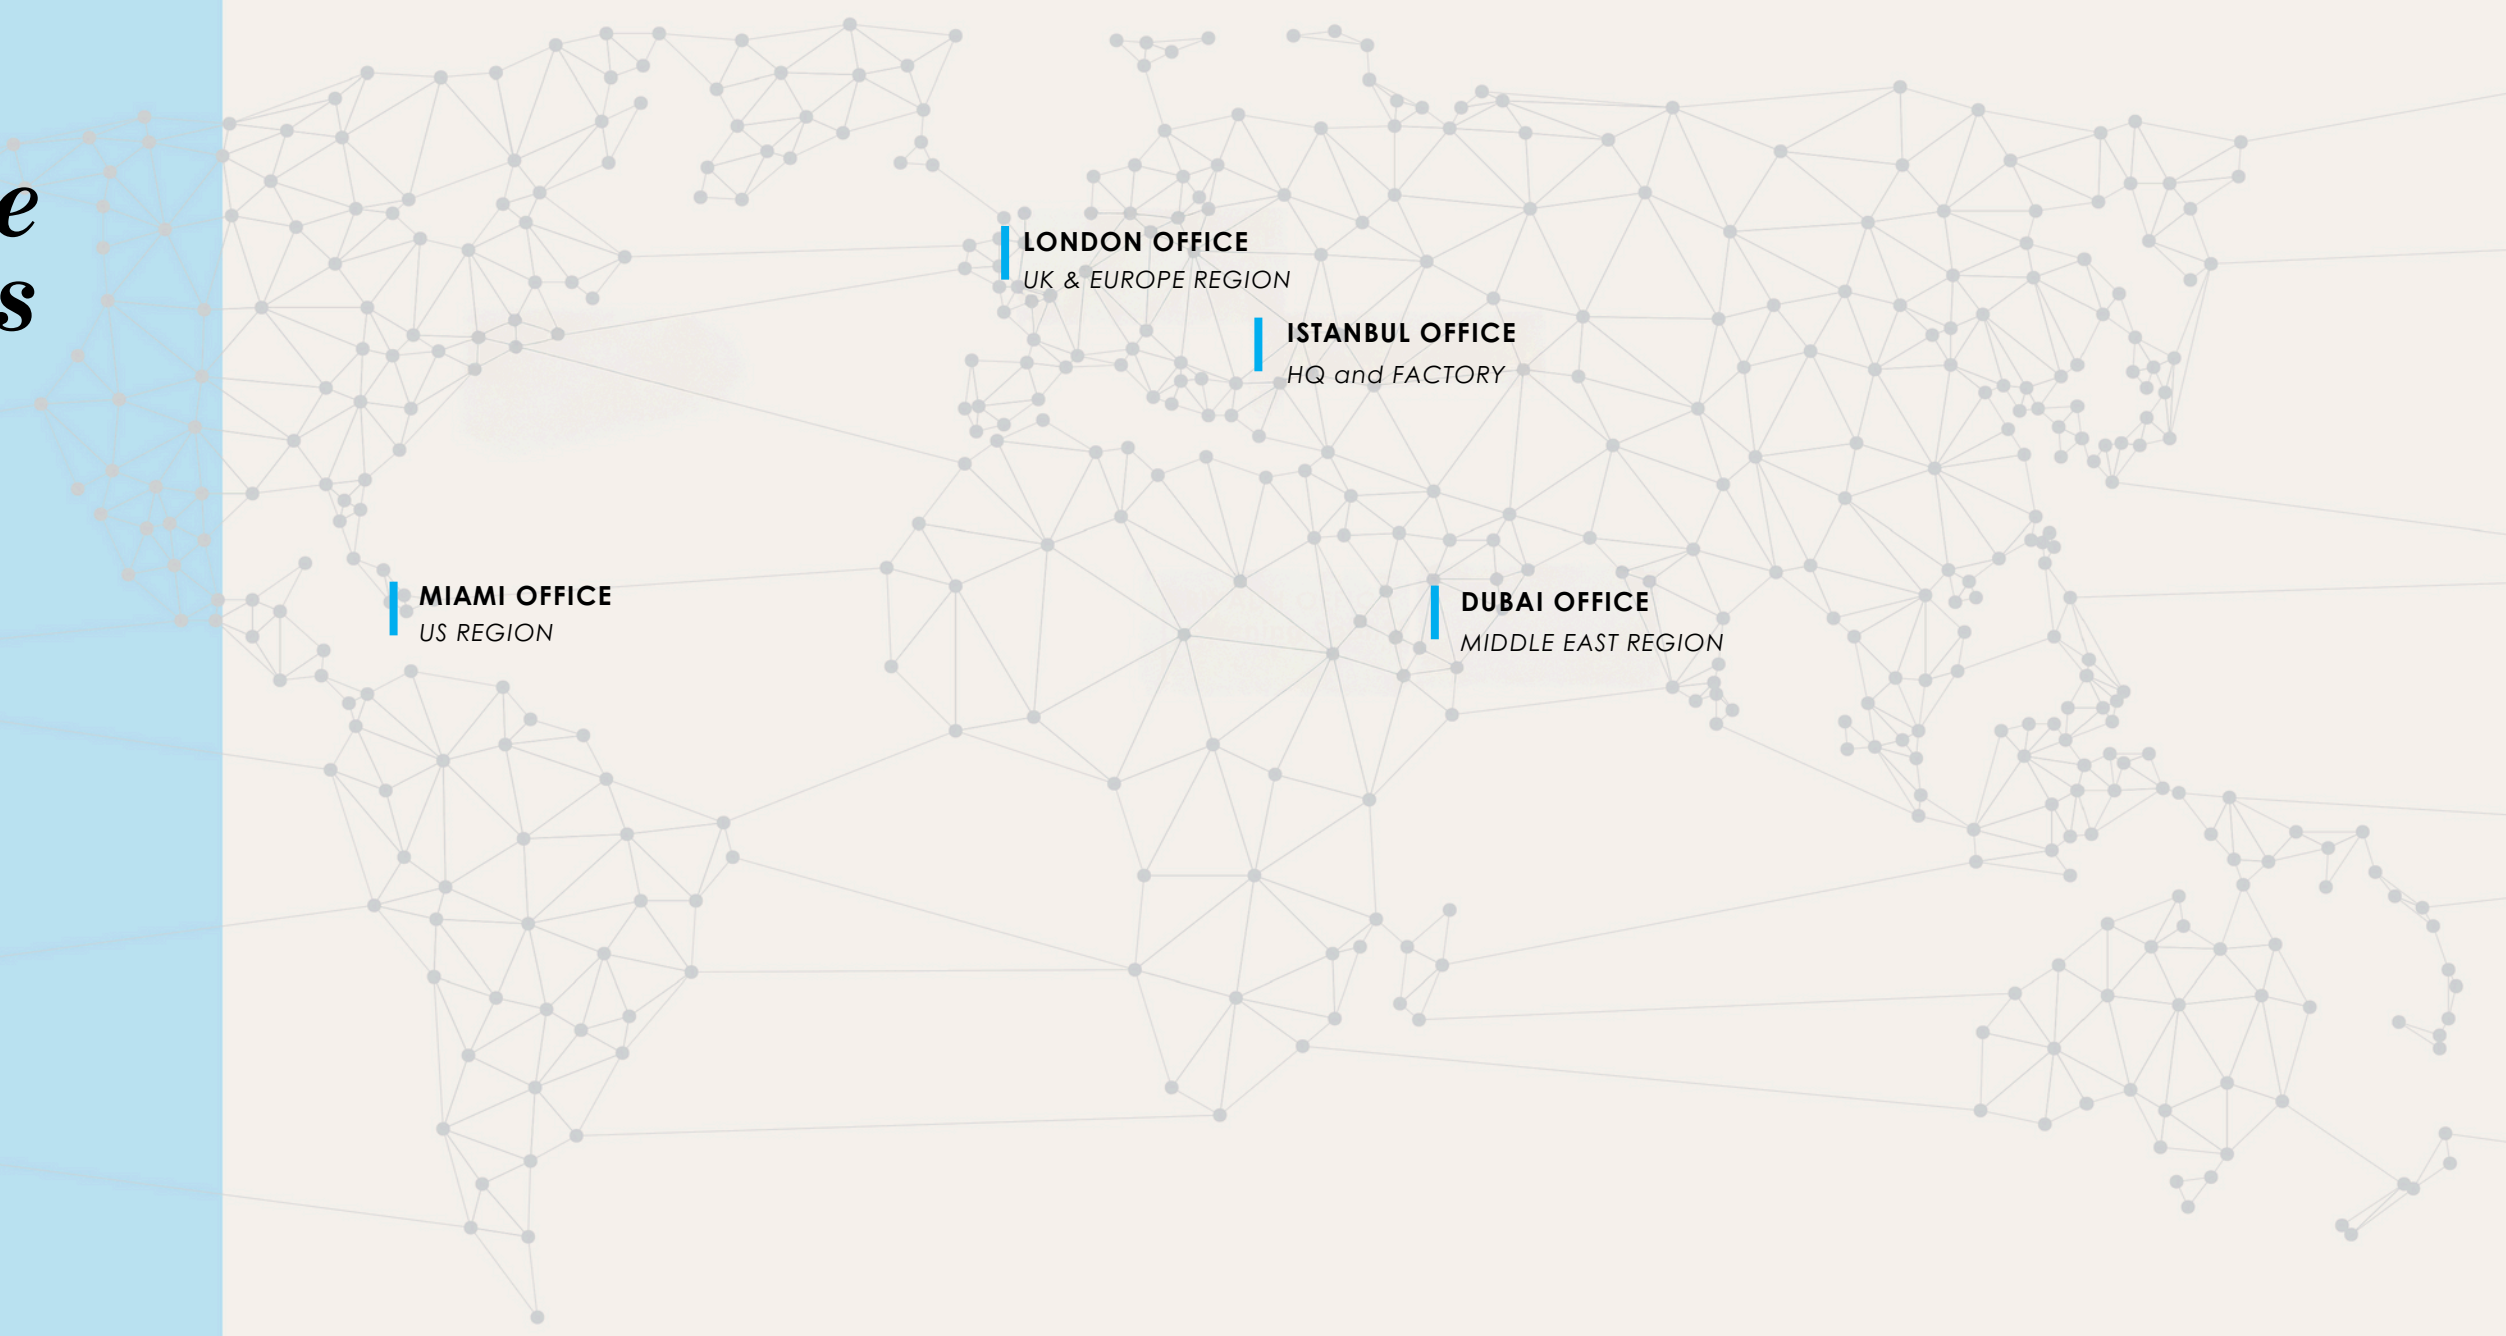 e
s
LONDON OFFICE
UK & EUROPE REGION
ISTANBUL OFFICE
HQ and FACTORY
MIAMI OFFICE
US REGION
DUBAI OFFICE
MIDDLE EAST REGION